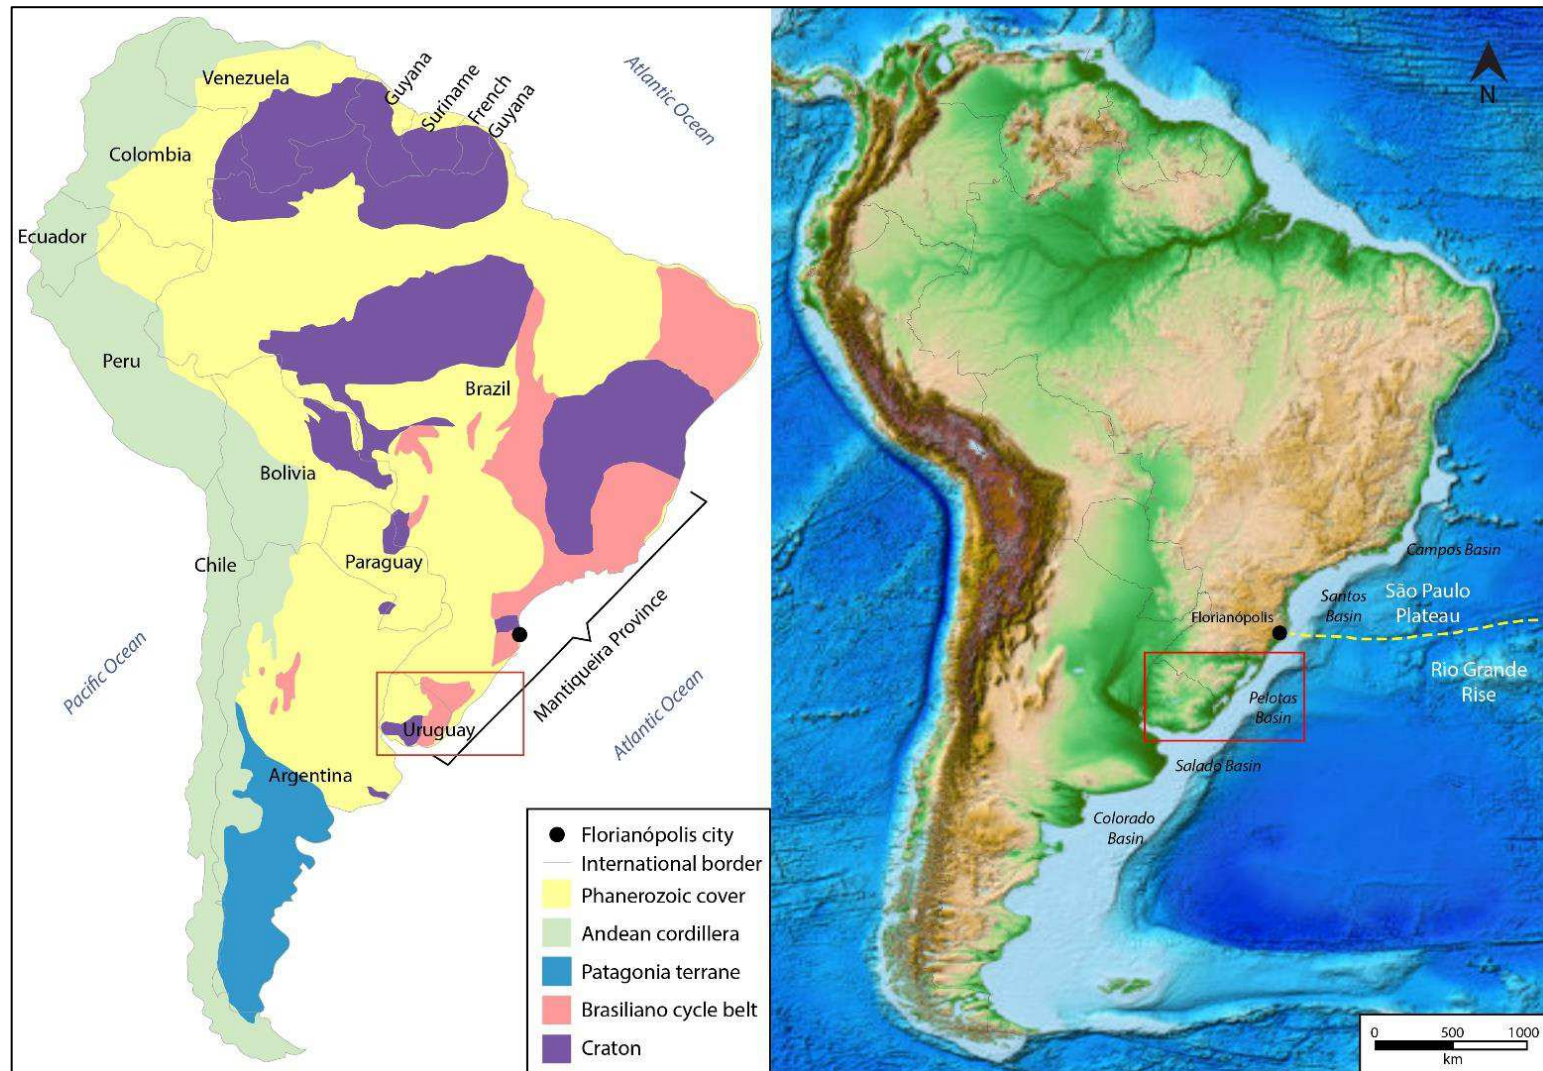 Venezuela
Guyana
Suriname
French
Guyana
Atlantic Ocean
Colombia
Ecuador
Peru
Brazil
Bolivia
Chile
Paraguay
Pacific Ocean
Mantiqueira Province
Uruguay
Atlantic Ocean
Argentina
Florianópolis city
International border
Phanerozoic cover
Andean cordillera
Patagonia terrane
Brasiliano cycle belt
Craton
N
Campos Basin
Santos
Basin
São Paulo
Plateau
Florianópolis
Rio Grande
Rise
Pelotas
Basin
Salado Basin
Colorado
Basin
0 500 1000
km